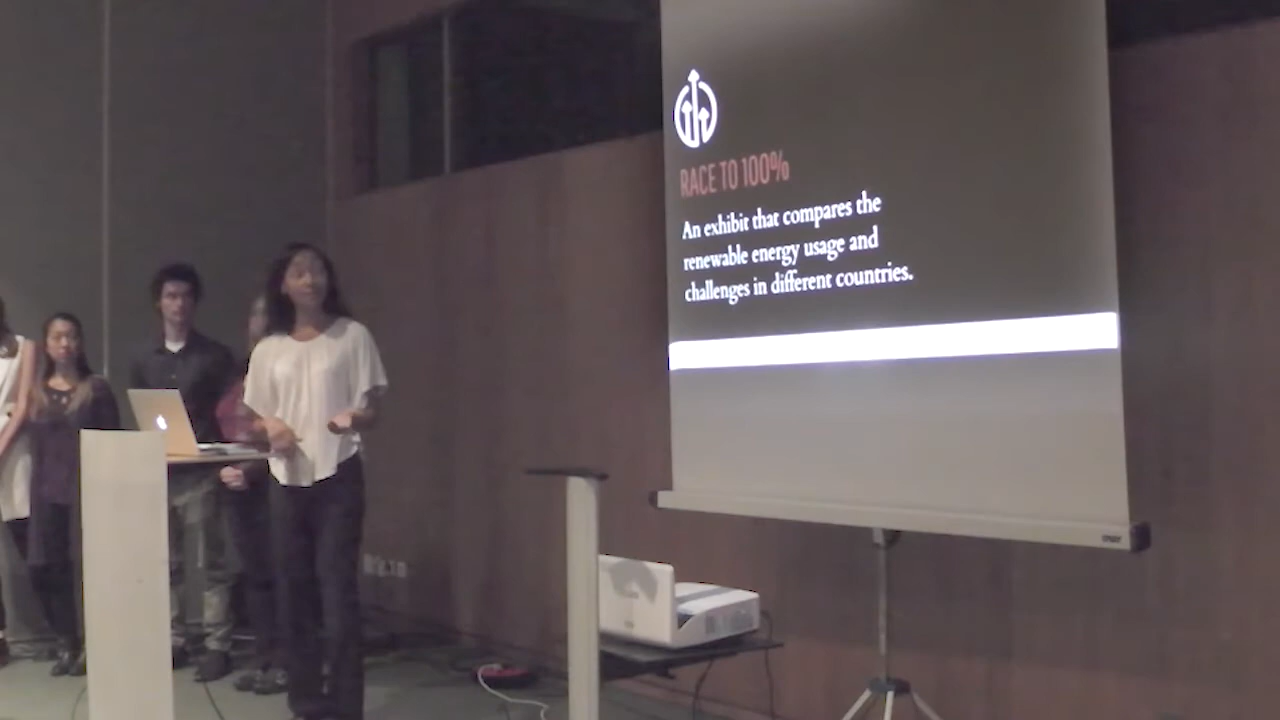 RACE TO 100%
An exhibit that compares the
renewable energy usage and
challenges in different countries.